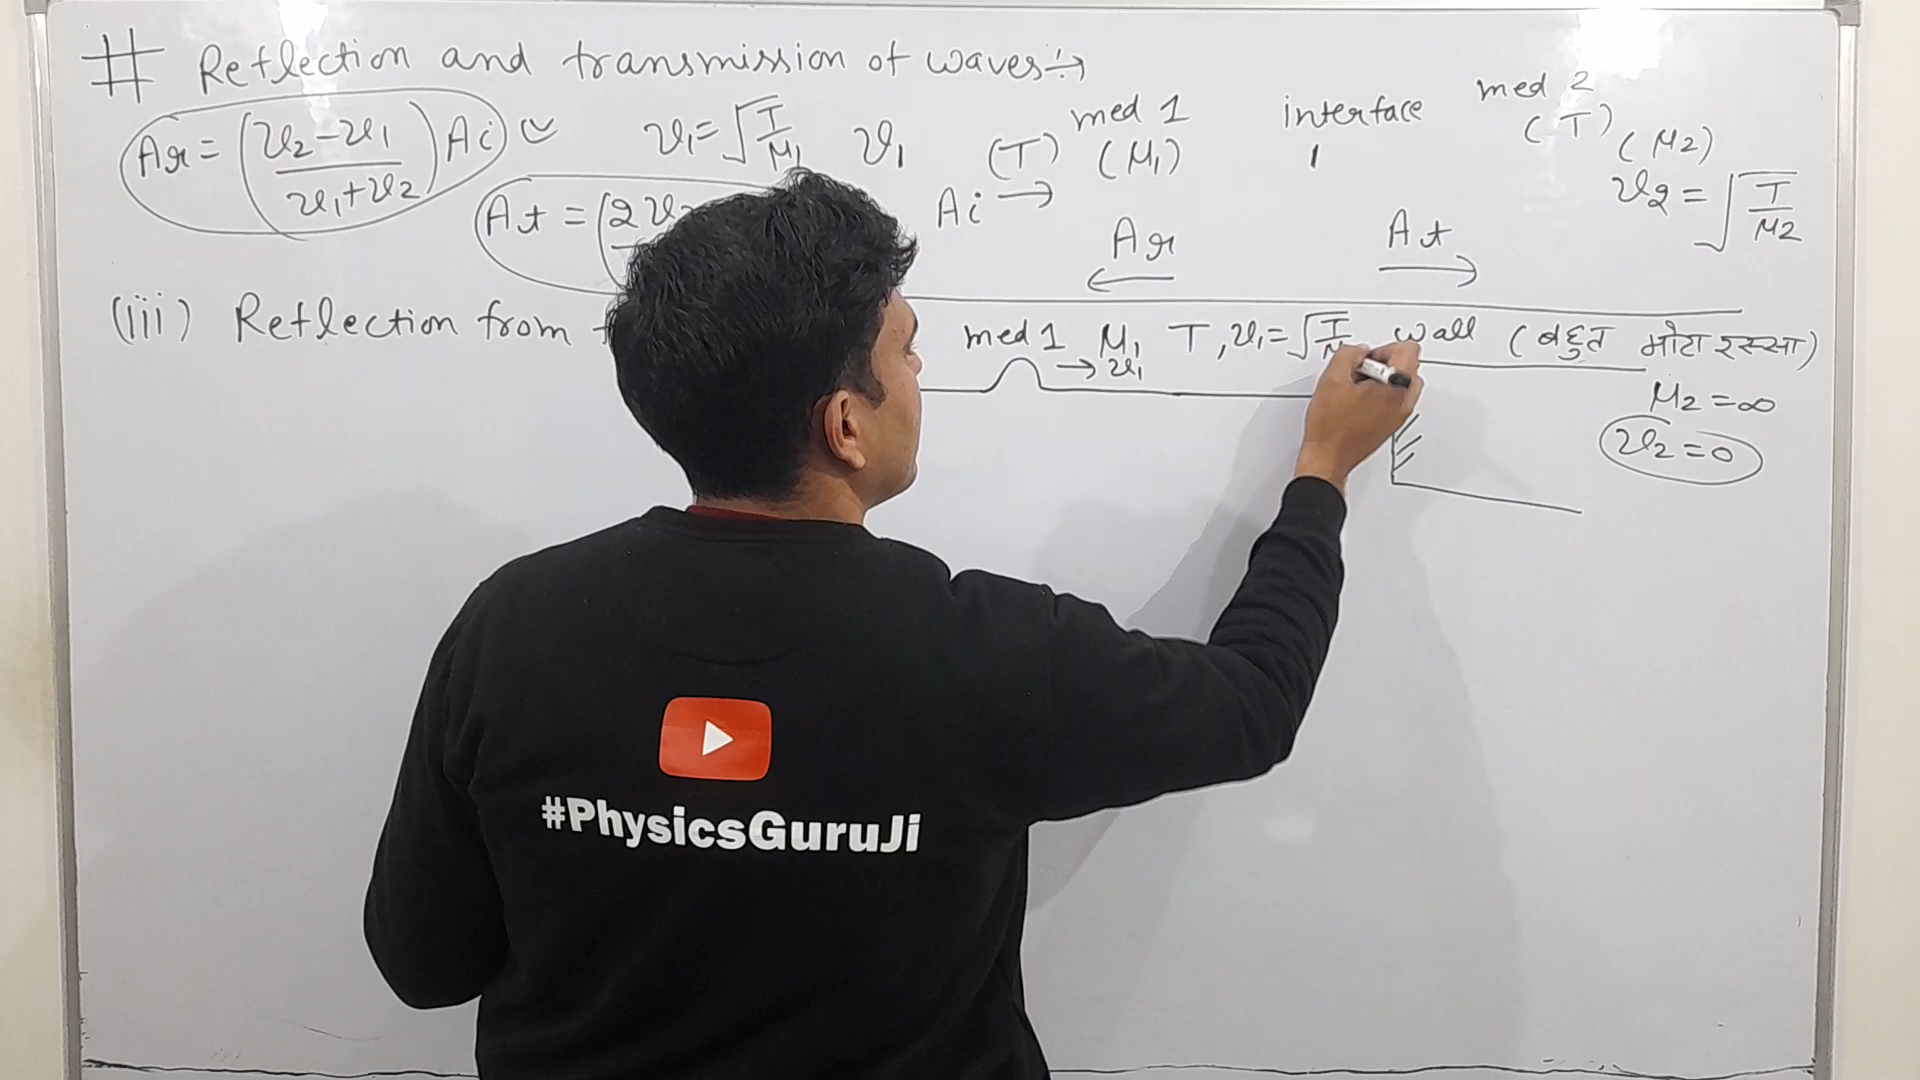 # Reflection and transmission of waves :→
Ar = (v2 - v1 / v1 + v2) Ai
v1 = √T/μ1 v1
(T) med 1 (μ1)
interface
med 2 (T) (μ2)
v2 = √T/μ2
At = (2v2
Ai →
Ar ←
At →
(iii) Reflection from
med 1 μ1 T, v1 = √T/μ
→ v1
wall (बहुत मोटा रस्सा)
μ2 = ∞
v2 = 0
#PhysicsGuruJi